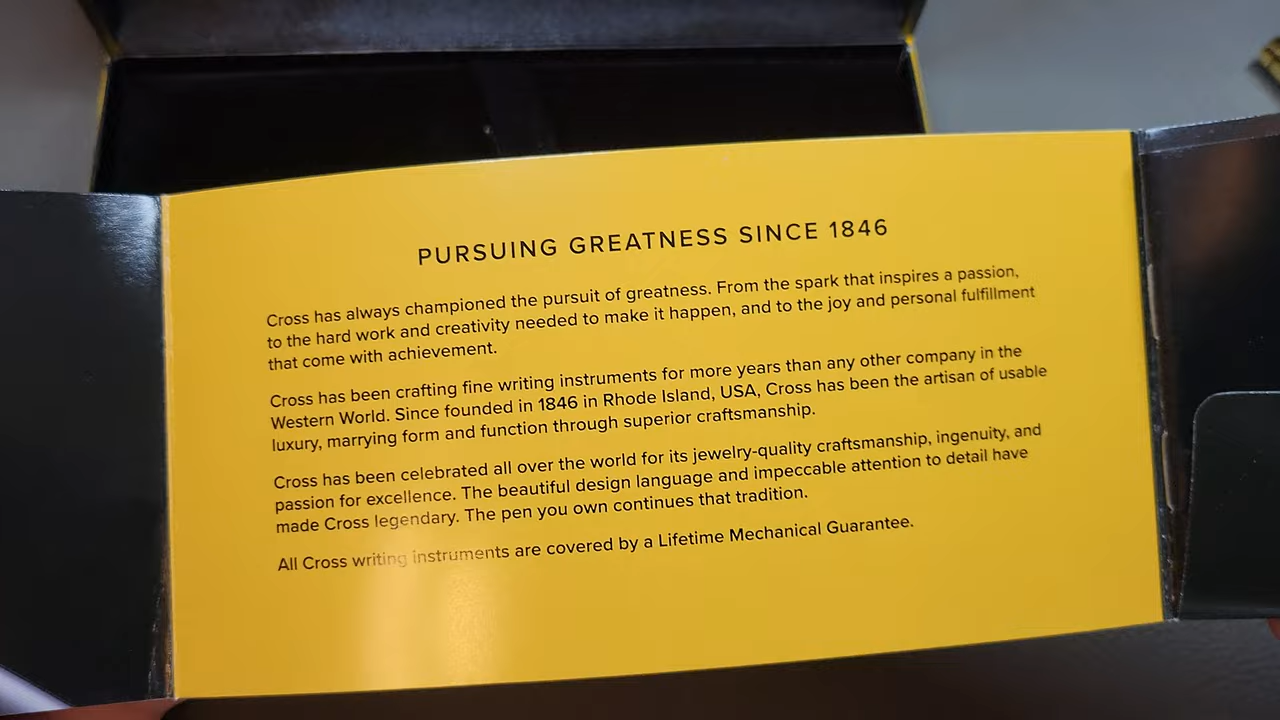 PURSUING GREATNESS SINCE 1846
Cross has always championed the pursuit of greatness. From the spark that inspires a passion,
to the hard work and creativity needed to make it happen, and to the joy and personal fulfillment
that come with achievement.
Cross has been crafting fine writing instruments for more years than any other company in the
Western World. Since founded in 1846 in Rhode Island, USA, Cross has been the artisan of usable
luxury, marrying form and function through superior craftsmanship.
Cross has been celebrated all over the world for its jewelry-quality craftsmanship, ingenuity, and
passion for excellence. The beautiful design language and impeccable attention to detail have
made Cross legendary. The pen you own continues that tradition.
All Cross writing instruments are covered by a Lifetime Mechanical Guarantee.